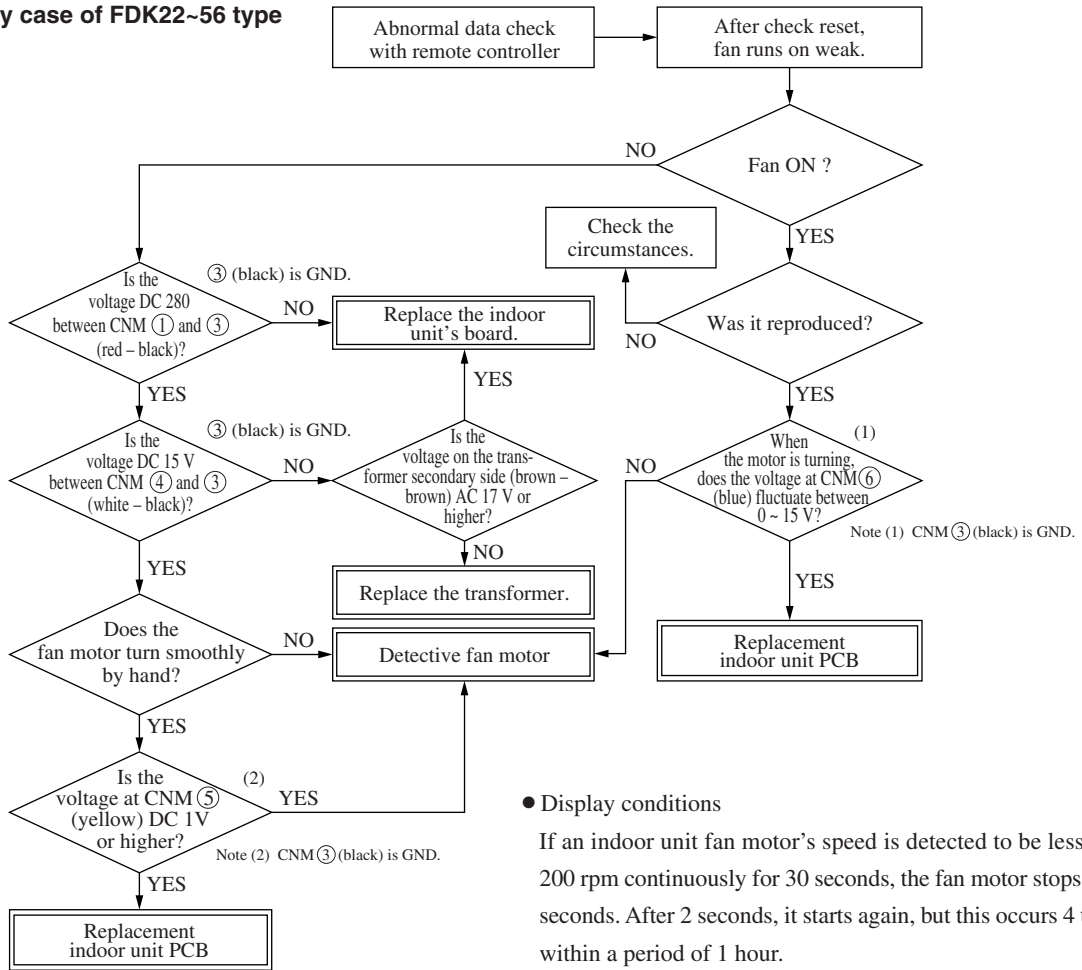 y case of FDK22~56 type
Abnormal data check
with remote controller
After check reset,
fan runs on weak.
Fan ON ?
NO
YES
Check the
circumstances.
Was it reproduced?
NO
YES
When
the motor is turning,
does the voltage at CNM⑥
(blue) fluctuate between
0 ~ 15 V?
(1)
NO
Note (1) CNM③(black) is GND.
YES
Replacement
indoor unit PCB
Is the
voltage DC 280
between CNM ① and ③
(red – black)?
③ (black) is GND.
NO
Replace the indoor
unit's board.
YES
YES
Is the
voltage DC 15 V
between CNM ④ and ③
(white – black)?
③ (black) is GND.
NO
Is the
voltage on the trans-
former secondary side (brown –
brown) AC 17 V or
higher?
NO
Replace the transformer.
YES
Does the
fan motor turn smoothly
by hand?
NO
Detective fan motor
YES
Is the
voltage at CNM⑤
(yellow) DC 1V
or higher?
(2)
YES
Note (2) CNM③(black) is GND.
YES
Replacement
indoor unit PCB
● Display conditions
If an indoor unit fan motor's speed is detected to be less
200 rpm continuously for 30 seconds, the fan motor stops
seconds. After 2 seconds, it starts again, but this occurs 4
within a period of 1 hour.